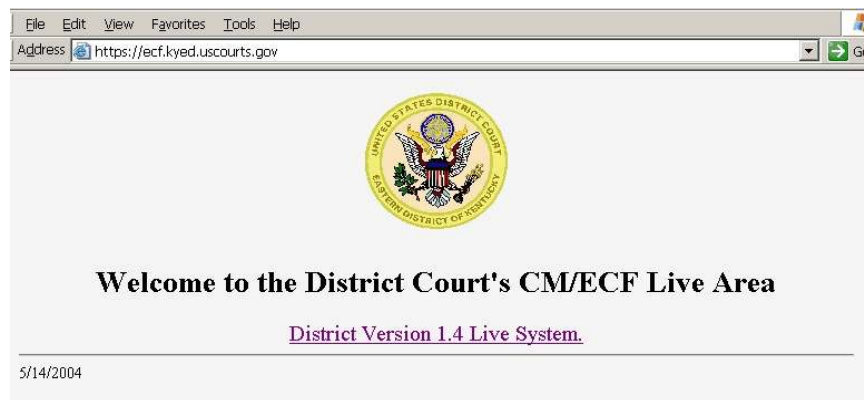 File Edit View Favorites Tools Help
Address https://ecf.kyed.uscourts.gov
UNITED STATES DISTRICT COURT
EASTERN DISTRICT OF KENTUCKY
Welcome to the District Court's CM/ECF Live Area
District Version 1.4 Live System.
5/14/2004